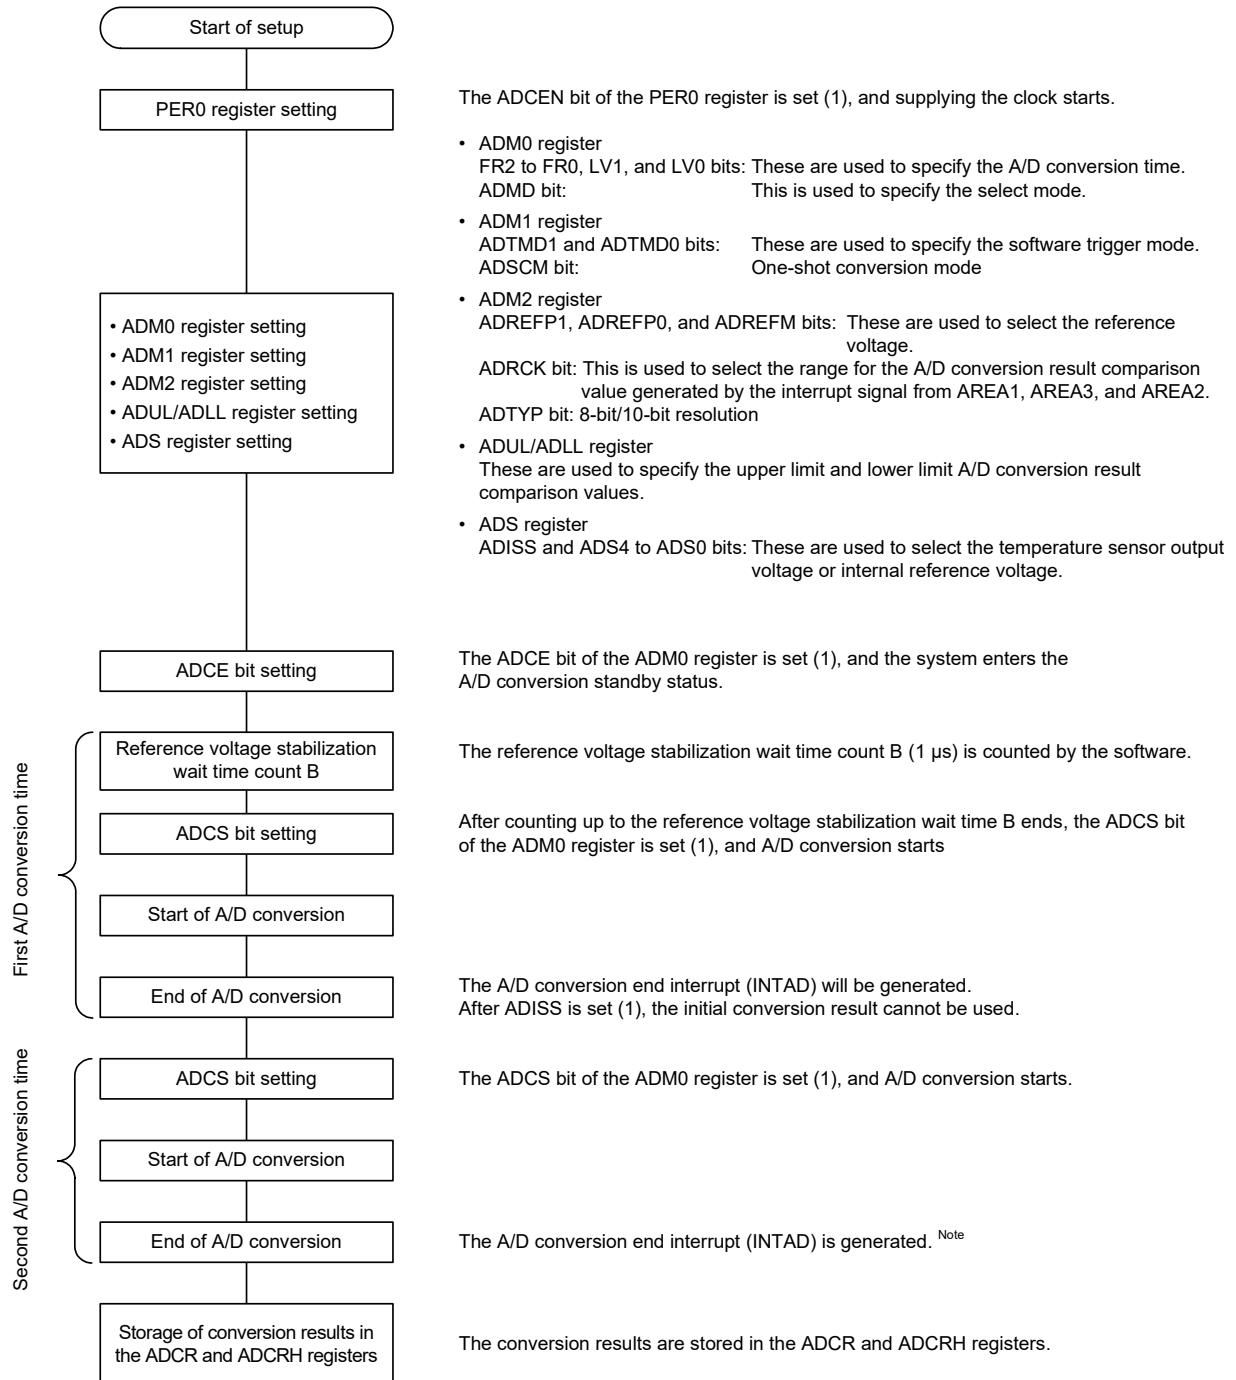 Start of setup
PER0 register setting
The ADCEN bit of the PER0 register is set (1), and supplying the clock starts.
• ADM0 register
FR2 to FR0, LV1, and LV0 bits: These are used to specify the A/D conversion time.
ADMD bit: This is used to specify the select mode.
• ADM1 register
ADTMD1 and ADTMD0 bits: These are used to specify the software trigger mode.
ADSCM bit: One-shot conversion mode
• ADM2 register
ADREFP1, ADREFP0, and ADREFM bits: These are used to select the reference
voltage.
ADRCK bit: This is used to select the range for the A/D conversion result comparison
value generated by the interrupt signal from AREA1, AREA3, and AREA2.
ADTYP bit: 8-bit/10-bit resolution
• ADUL/ADLL register
These are used to specify the upper limit and lower limit A/D conversion result
comparison values.
• ADS register
ADISS and ADS4 to ADS0 bits: These are used to select the temperature sensor output
voltage or internal reference voltage.
• ADM0 register setting
• ADM1 register setting
• ADM2 register setting
• ADUL/ADLL register setting
• ADS register setting
ADCE bit setting
The ADCE bit of the ADM0 register is set (1), and the system enters the
A/D conversion standby status.
First A/D conversion time
Reference voltage stabilization
wait time count B
The reference voltage stabilization wait time count B (1 µs) is counted by the software.
ADCS bit setting
After counting up to the reference voltage stabilization wait time B ends, the ADCS bit
of the ADM0 register is set (1), and A/D conversion starts
Start of A/D conversion
End of A/D conversion
The A/D conversion end interrupt (INTAD) will be generated.
After ADISS is set (1), the initial conversion result cannot be used.
Second A/D conversion time
ADCS bit setting
The ADCS bit of the ADM0 register is set (1), and A/D conversion starts.
Start of A/D conversion
End of A/D conversion
The A/D conversion end interrupt (INTAD) is generated. Note
Storage of conversion results in
the ADCR and ADCRH registers
The conversion results are stored in the ADCR and ADCRH registers.